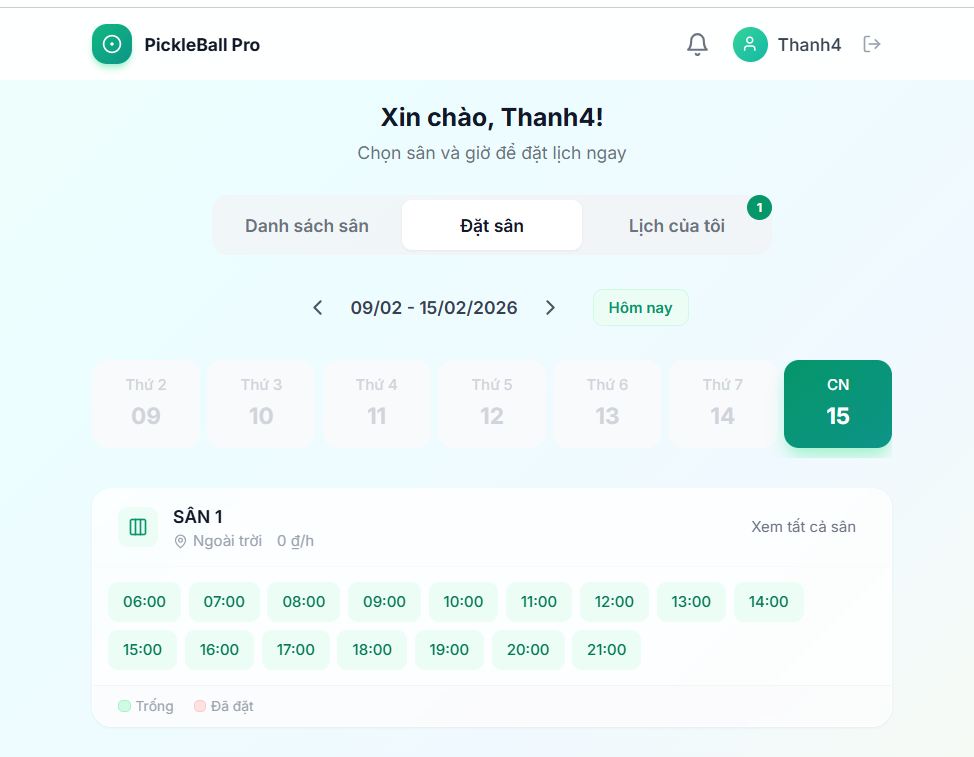 PickleBall Pro
Thanh4
Xin chào, Thanh4!
Chọn sân và giờ để đặt lịch ngay
Danh sách sân
Đặt sân
Lịch của tôi
1
09/02 - 15/02/2026
Hôm nay
Thứ 2 Thứ 3 Thứ 4 Thứ 5 Thứ 6 Thứ 7 CN
09 10 11 12 13 14 15
SÂN 1
Ngoài trời 0 ₫/h
Xem tất cả sân
06:00 07:00 08:00 09:00 10:00 11:00 12:00 13:00 14:00
15:00 16:00 17:00 18:00 19:00 20:00 21:00
Trống Đã đặt